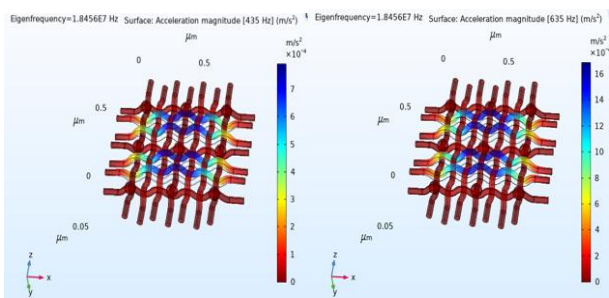 Eigenfrequency=1.8456E7 Hz Surface: Acceleration magnitude [435 Hz] (m/s²)
μm
0
0.5
m/s²
×10⁻⁴
0.5
0
0.05
μm
7
6
5
4
3
2
1
0
z
x
y
Eigenfrequency=1.8456E7 Hz Surface: Acceleration magnitude [635 Hz] (m/s²)
μm
0
0.5
m/s²
0.5
0
0.05
μm
16
14
12
10
8
6
4
2
0
z
x
y